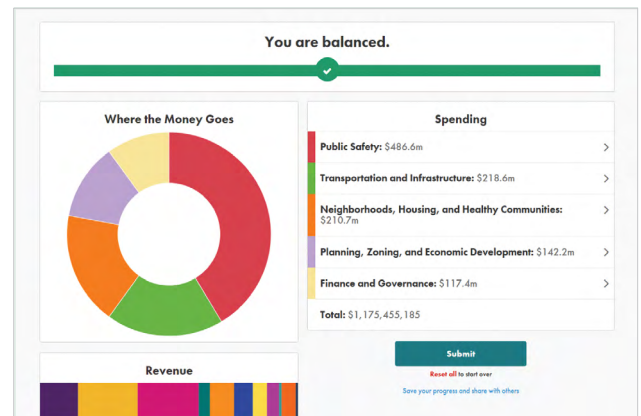 You are balanced.
Where the Money Goes
Spending
Public Safety: $486.6m
Transportation and Infrastructure: $218.6m
Neighborhoods, Housing, and Healthy Communities:
$210.7m
Planning, Zoning, and Economic Development: $142.2m
Finance and Governance: $117.4m
Total: $1,175,455,185
Submit
Reset all to start over
Save your progress and share with others
Revenue